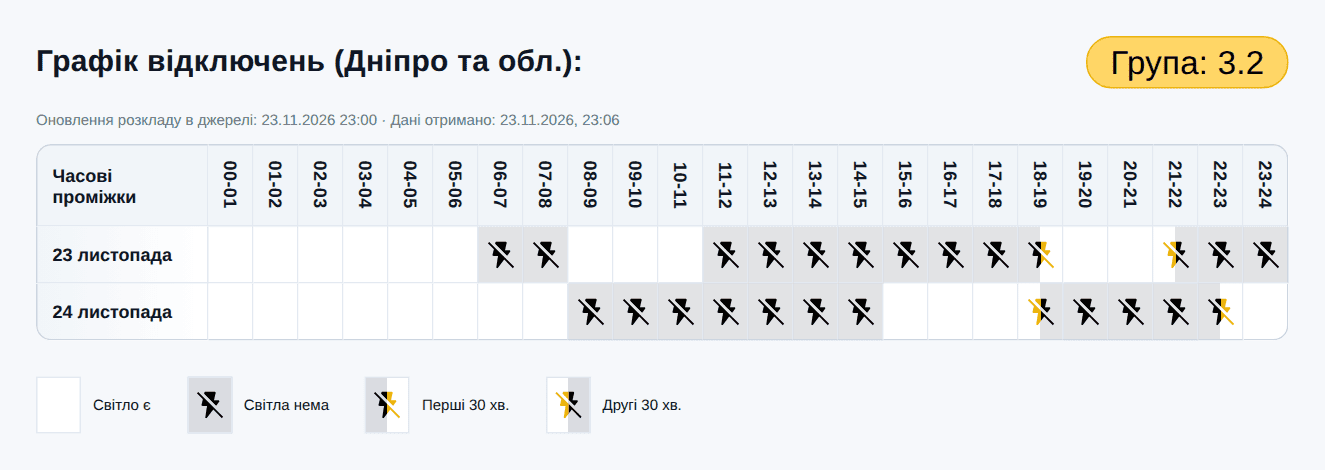 Графік відключень (Дніпро та обл.):
Група: 3.2
Оновлення розкладу в джерелі: 23.11.2026 23:00 · Дані отримано: 23.11.2026, 23:06
Часові
проміжки
00-01
01-02
02-03
03-04
04-05
05-06
06-07
07-08
08-09
09-10
10-11
11-12
12-13
13-14
14-15
15-16
16-17
17-18
18-19
19-20
20-21
21-22
22-23
23-24
23 листопада
24 листопада
Світло є
Світла нема
Перші 30 хв.
Другі 30 хв.